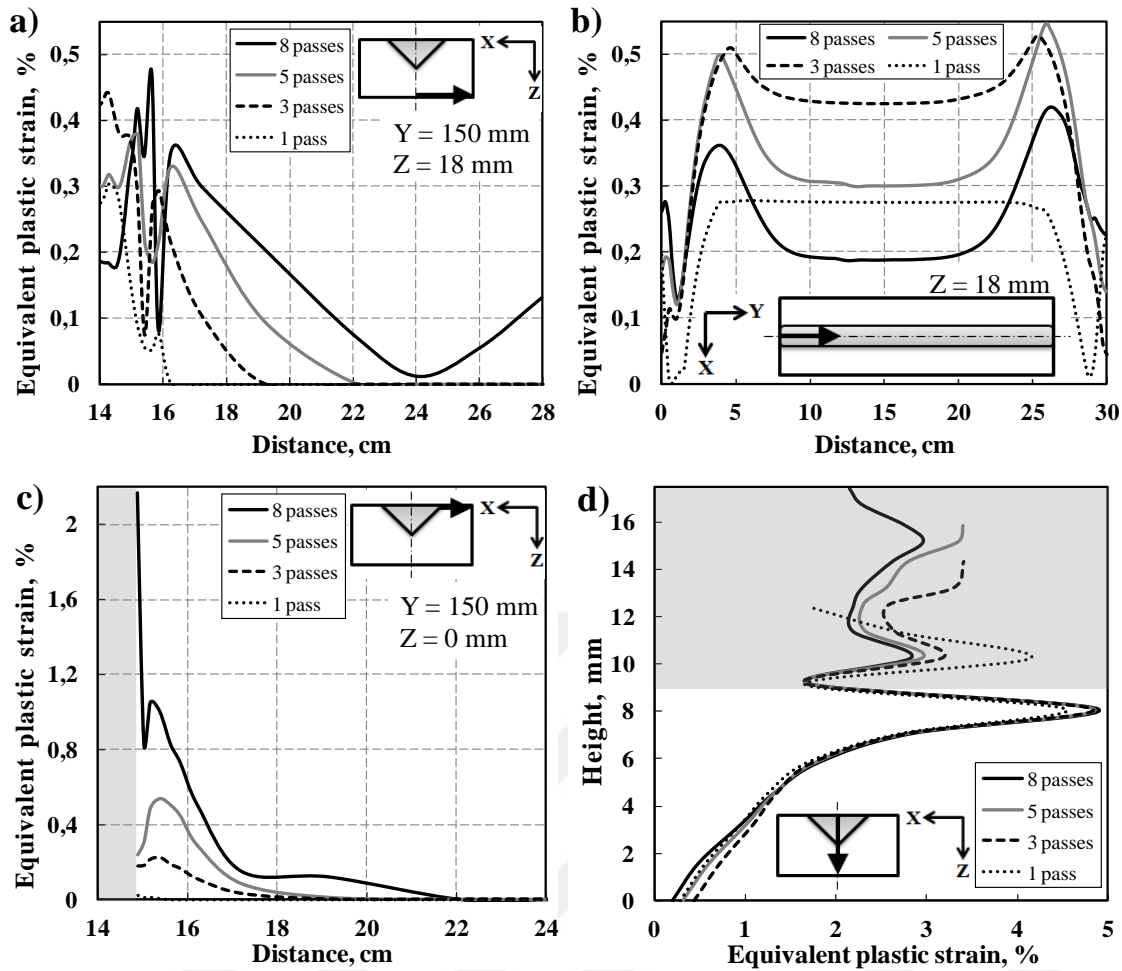 a)
Equivalent plastic strain, %
0,5
0,4
0,3
0,2
0,1
0
14 16 18 20 22 24 26 28
Distance, cm
8 passes
5 passes
3 passes
1 pass
X
Z
Y = 150 mm
Z = 18 mm
b)
Equivalent plastic strain, %
0,5
0,4
0,3
0,2
0,1
0
0 5 10 15 20 25 30
Distance, cm
8 passes 5 passes
3 passes 1 pass
Z = 18 mm
Y
X
c)
Equivalent plastic strain, %
2
1,6
1,2
0,8
0,4
0
14 16 18 20 22 24
Distance, cm
8 passes
5 passes
3 passes
1 pass
X
Z
Y = 150 mm
Z = 0 mm
d)
Height, mm
16
14
12
10
8
6
4
2
0
0 1 2 3 4 5
Equivalent plastic strain, %
8 passes
5 passes
3 passes
1 pass
X
Z